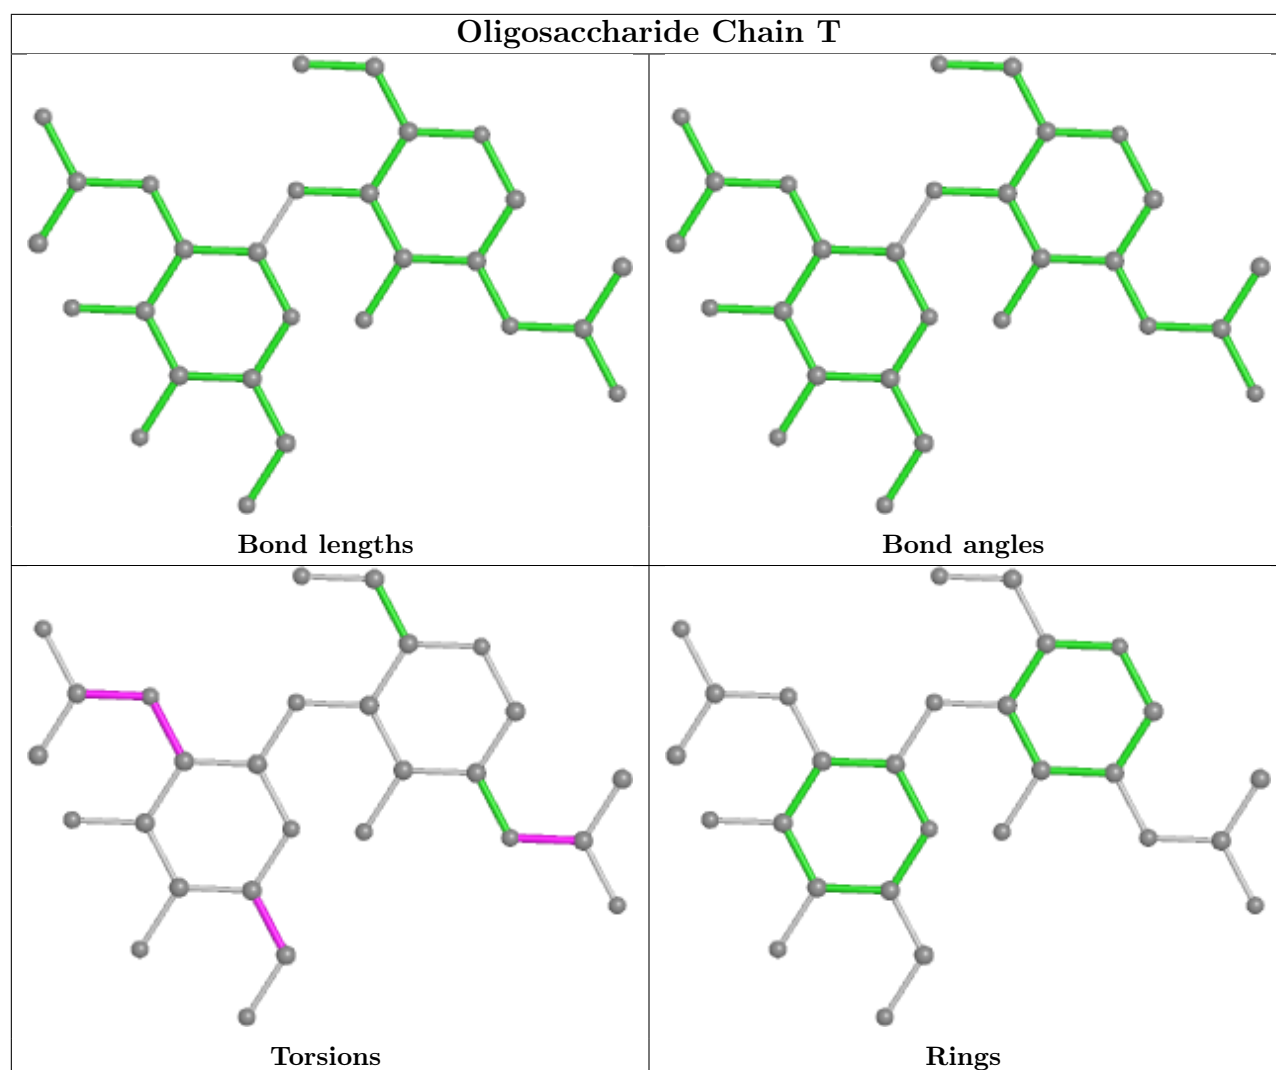 Oligosaccharide Chain T
Bond lengths
Bond angles
Torsions
Rings